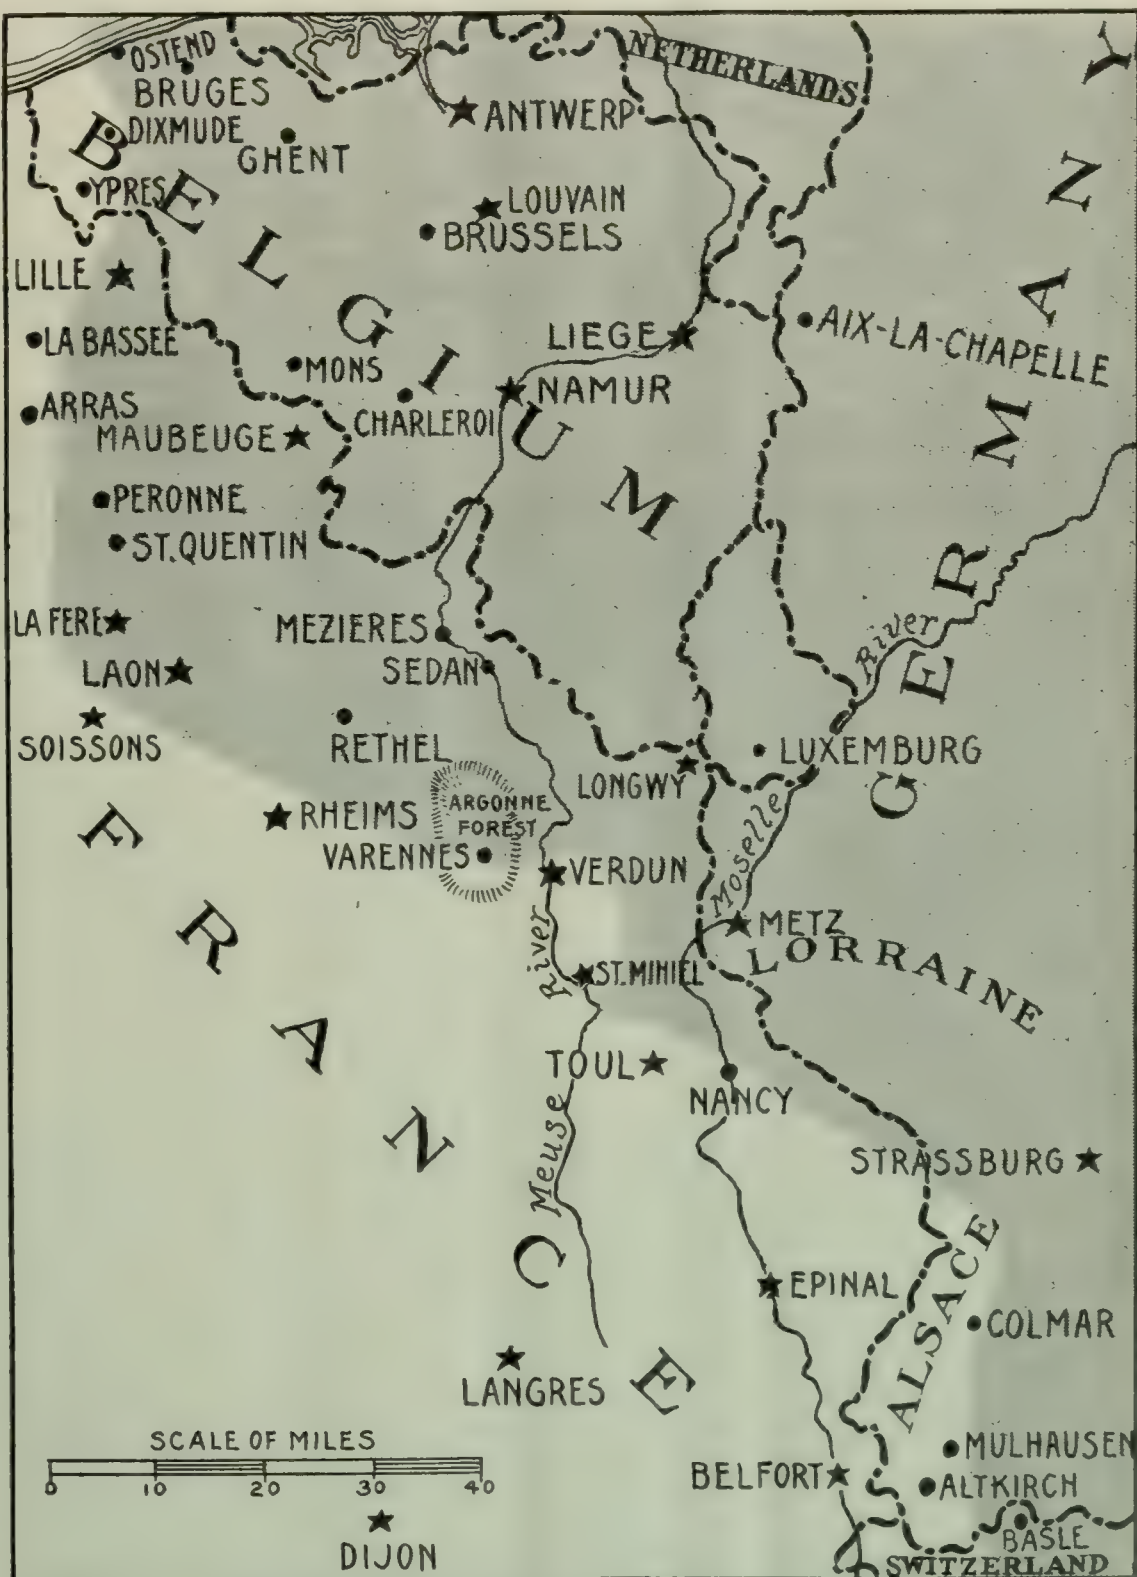 OSTEND
BRUGES
DIXMUDE
GHENT
YPRES
ANTWERP
NETHERLANDS
LOUVAIN
BRUSSELS
BELGIUM
GERMANY
LILLE
LA BASSEE
MONS
LIEGE
AIX-LA-CHAPELLE
NAMUR
ARRAS
CHARLEROI
MAUBEUGE
PERONNE
ST. QUENTIN
LA FERE
MEZIERES
LAON
SEDAN
SOISSONS
RETHEL
LONGWY
LUXEMBURG
Moselle River
RHEIMS
ARGONNE
FOREST
VARENNES
VERDUN
METZ
LORRAINE
FRANCE
ST. MIHIEL
Meuse River
TOUL
NANCY
STRASSBURG
ALSACE
EPINAL
COLMAR
LANGRES
SCALE OF MILES
0 10 20 30 40
BELFORT
MULHAUSEN
ALTKIRCH
DIJON
BASLE
SWITZERLAND